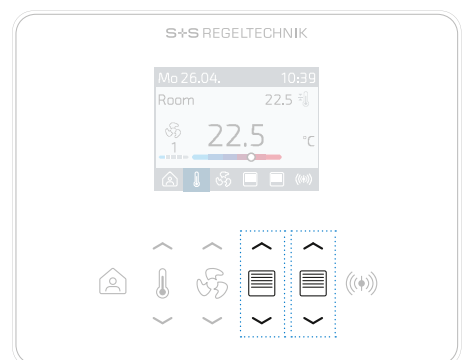 S+S REGELTECHNIK
Mo 26.04. 10:39
Room 22.5
22.5 °C
1